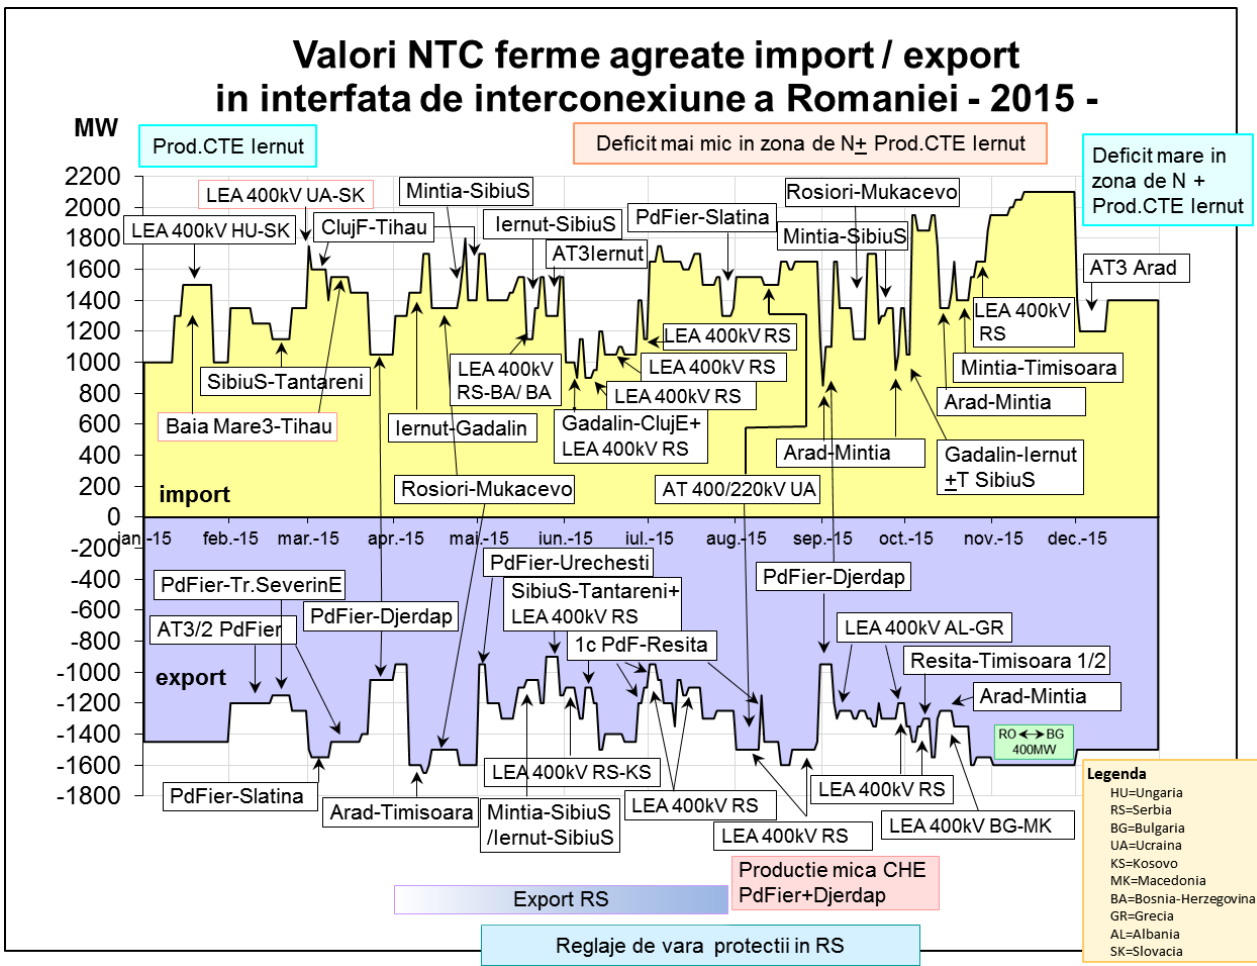 Valori NTC ferme agreate import / export
in interfata de interconexiune a Romaniei - 2015 -
MW
Prod.CTE Iernut
Deficit mai mic in zona de N± Prod.CTE Iernut
Deficit mare in
zona de N +
Prod.CTE Iernut
2200
2000
1800
1600
1400
1200
1000
800
600
400
200
0
-200
-400
-600
-800
-1000
-1200
-1400
-1600
-1800
LEA 400kV UA-SK
Mintia-SibiuS
LEA 400kV HU-SK
ClujF-Tihau
Iernut-SibiuS
AT3Iernut
PdFier-Slatina
Rosiori-Mukacevo
Mintia-SibiuS
AT3 Arad
LEA 400kV
RS
LEA 400kV RS
LEA 400kV RS
LEA 400kV RS
LEA 400kV
RS-BA/ BA
SibiuS-Tantareni
Mintia-Timisoara
Arad-Mintia
Baia Mare3-Tihau
Iernut-Gadalin
Gadalin-ClujE+
LEA 400kV RS
Arad-Mintia
Gadalin-Iernut
±T SibiuS
Rosiori-Mukacevo
AT 400/220kV UA
import
ian.-15
feb.-15
mar.-15
apr.-15
mai.-15
iun.-15
iul.-15
aug.-15
sep.-15
oct.-15
nov.-15
dec.-15
PdFier-Urechesti
PdFier-Tr.SeverinE
PdFier-Djerdap
SibiuS-Tantareni+
LEA 400kV RS
PdFier-Djerdap
AT3/2 PdFier
1c PdF-Resita
LEA 400kV AL-GR
Resita-Timisoara 1/2
Arad-Mintia
export
RO BG
400MW
LEA 400kV RS-KS
PdFier-Slatina
Arad-Timisoara
Mintia-SibiuS
/Iernut-SibiuS
LEA 400kV RS
LEA 400kV RS
LEA 400kV RS
LEA 400kV BG-MK
Productie mica CHE
PdFier+Djerdap
Export RS
Reglaje de vara protectii in RS
Legenda
HU=Ungaria
RS=Serbia
BG=Bulgaria
UA=Ucraina
KS=Kosovo
MK=Macedonia
BA=Bosnia-Herzegovina
GR=Grecia
AL=Albania
SK=Slovacia